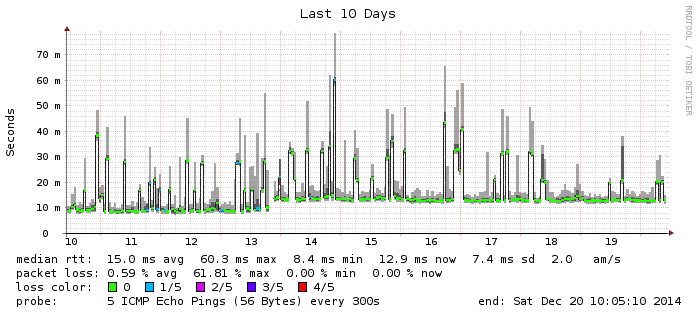 Last 10 Days
RRDTOOL / TOBI OETIKER
Seconds
70 m
60 m
50 m
40 m
30 m
20 m
10 m
0
10 11 12 13 14 15 16 17 18 19
median rtt: 15.0 ms avg 60.3 ms max 8.4 ms min 12.9 ms now 7.4 ms sd 2.0 am/s
packet loss: 0.59 % avg 61.81 % max 0.00 % min 0.00 % now
loss color: 0 1/5 2/5 3/5 4/5
probe: 5 ICMP Echo Pings (56 Bytes) every 300s end: Sat Dec 20 10:05:10 2014